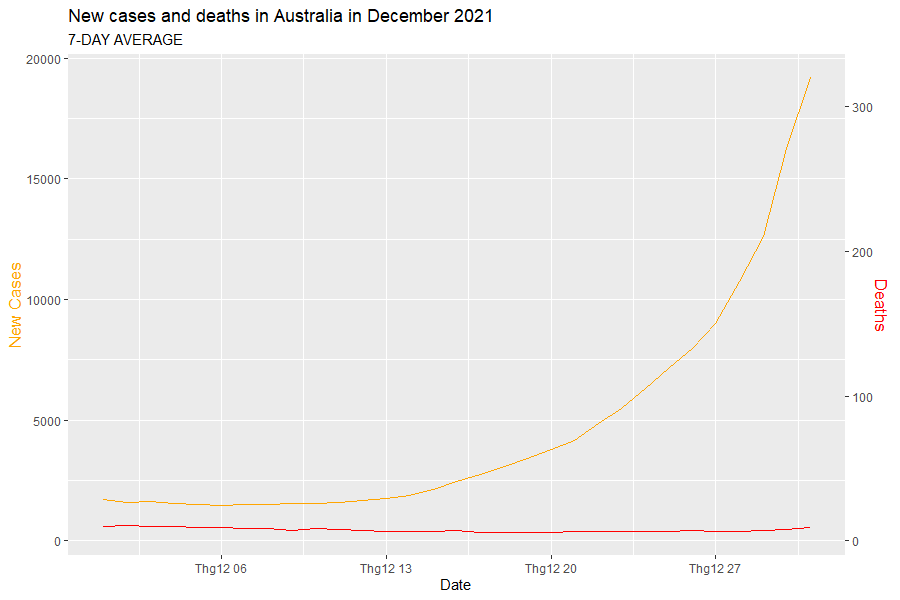 New cases and deaths in Australia in December 2021
7-DAY AVERAGE
20000
15000
10000
5000
0
New Cases
300
200
100
0
Deaths
Thg12 06
Thg12 13
Thg12 20
Thg12 27
Date